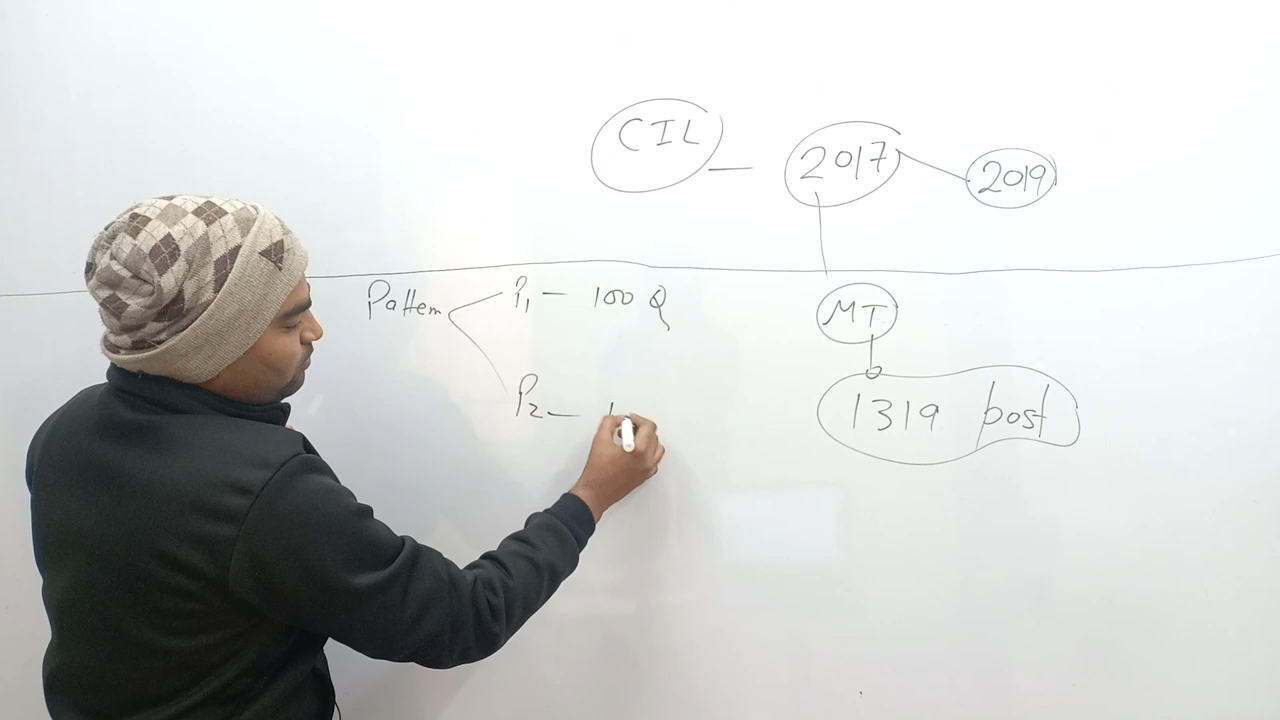 CIL — 2017 2019
Pattern P1 — 100 Q
MT
P2 —
1319 post